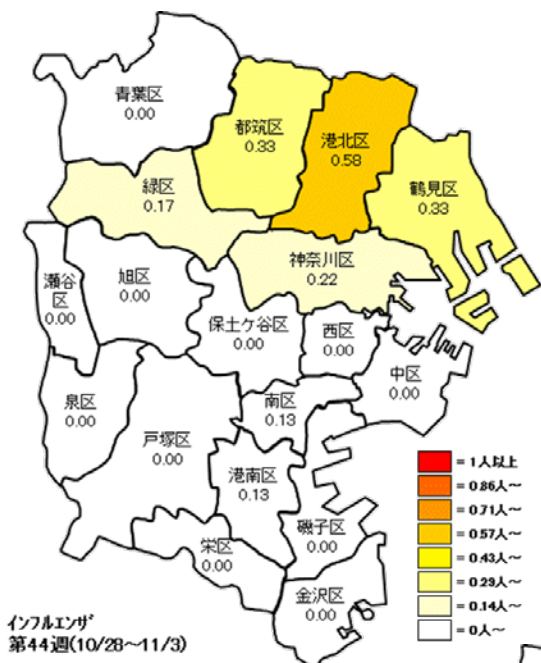 青葉区
0.00
都筑区
0.33
港北区
0.58
鶴見区
0.33
緑区
0.17
神奈川区
0.22
瀬谷
区
0.00
旭区
0.00
保土ケ谷区
0.00
西区
0.00
中区
0.00
泉区
0.00
戸塚区
0.00
南区
0.13
港南区
0.13
磯子区
0.00
栄区
0.00
金沢区
0.00
= 1人以上
= 0.86人～
= 0.71人～
= 0.57人～
= 0.43人～
= 0.29人～
= 0.14人～
= 0人～
インフルエンザ
第44週(10/28～11/3)